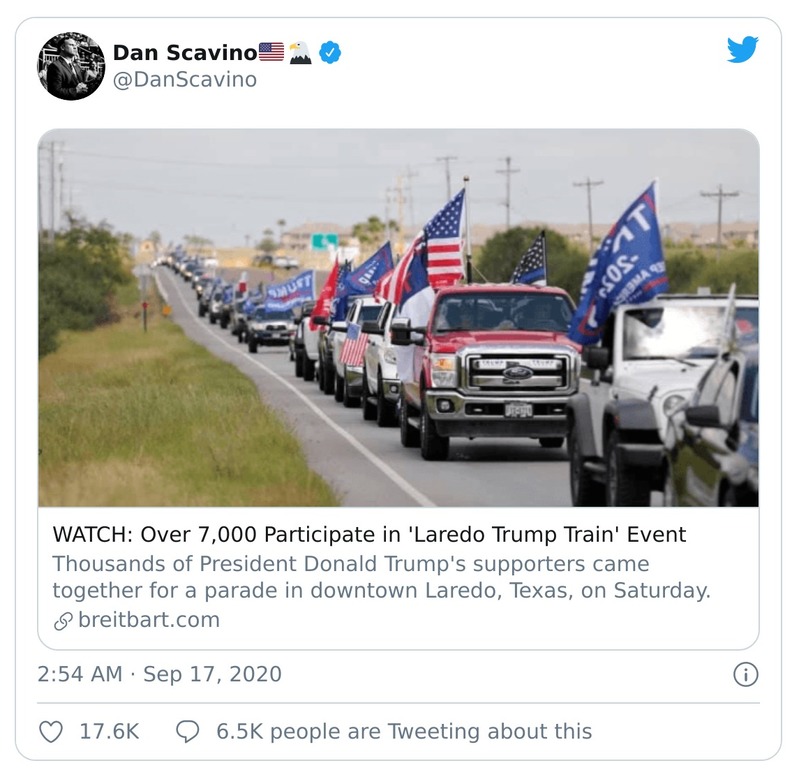 Dan Scavino
@DanScavino
TRUMP
WATCH: Over 7,000 Participate in 'Laredo Trump Train' Event
Thousands of President Donald Trump's supporters came
together for a parade in downtown Laredo, Texas, on Saturday.
breitbart.com
2:54 AM · Sep 17, 2020
17.6K 6.5K people are Tweeting about this